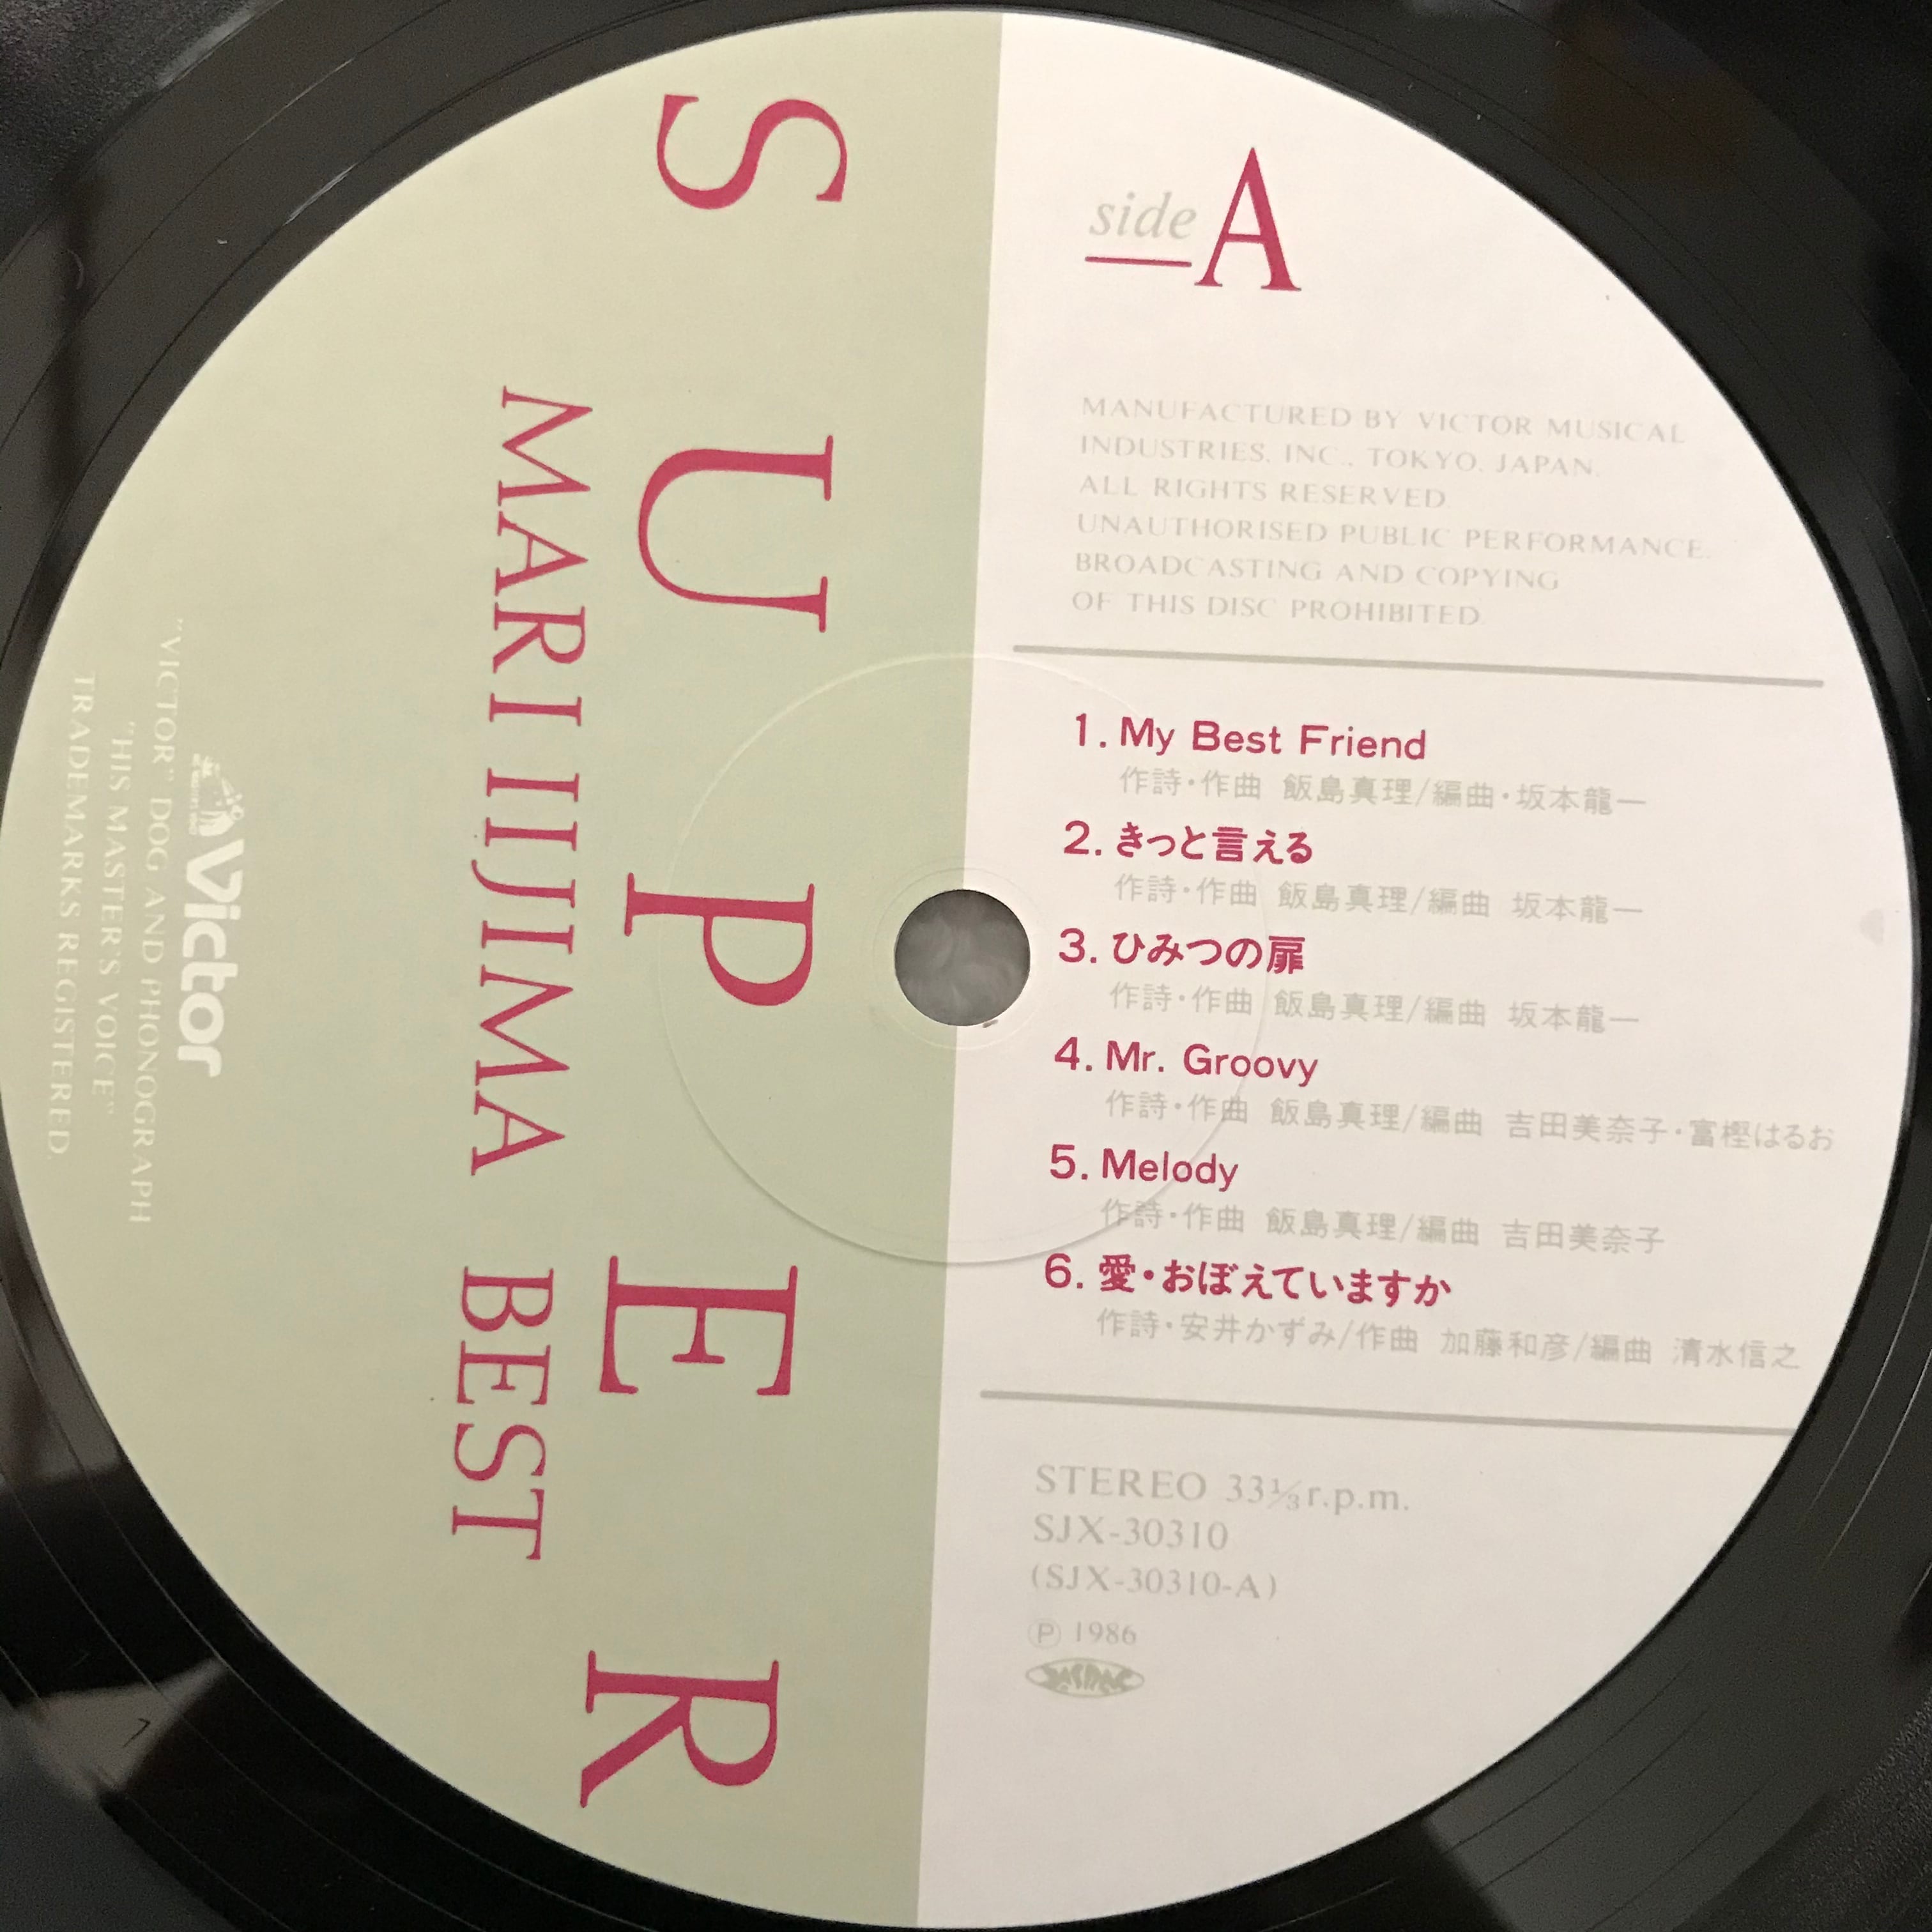 SUPER
MARI IIJIMA BEST
Victor
"VICTOR" DOG AND PHONOGRAPH
"HIS MASTER'S VOICE"
TRADEMARKS REGISTERED.
side A
MANUFACTURED BY VICTOR MUSICAL
INDUSTRIES, INC., TOKYO, JAPAN.
ALL RIGHTS RESERVED.
UNAUTHORISED PUBLIC PERFORMANCE.
BROADCASTING AND COPYING
OF THIS DISC PROHIBITED.
1. My Best Friend
作詩・作曲 飯島真理/編曲・坂本龍一
2. きっと言える
作詩・作曲 飯島真理/編曲 坂本龍一
3. ひみつの扉
作詩・作曲 飯島真理/編曲 坂本龍一
4. Mr. Groovy
作詩・作曲 飯島真理/編曲 吉田美奈子・富樫はるお
5. Melody
作詩・作曲 飯島真理/編曲 吉田美奈子
6. 愛・おぼえていますか
作詩・安井かずみ/作曲 加藤和彦/編曲 清水信之
STEREO 33⅓ r.p.m.
SJX-30310
(SJX-30310-A)
Ⓟ 1986
JASRAC